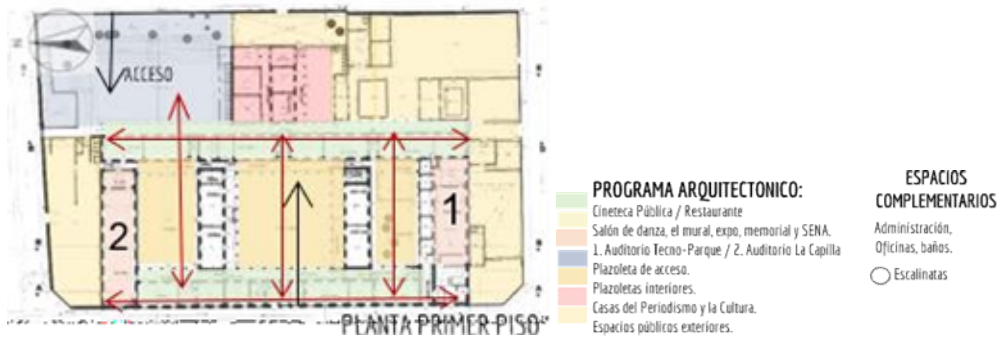 ACCESO
2
1
PLANTA PRIMER PISO
PROGRAMA ARQUITECTONICO:
Cineteca Pública / Restaurante
Salón de danza, el mural, expo, memorial y SENA.
1. Auditorio Tecno-Parque / 2. Auditorio La Capilla
Plazoleta de acceso.
Plazoletas interiores.
Casas del Periodismo y la Cultura.
Espacios públicos exteriores.
ESPACIOS
COMPLEMENTARIOS
Administración,
Oficinas, baños.
Escalinatas